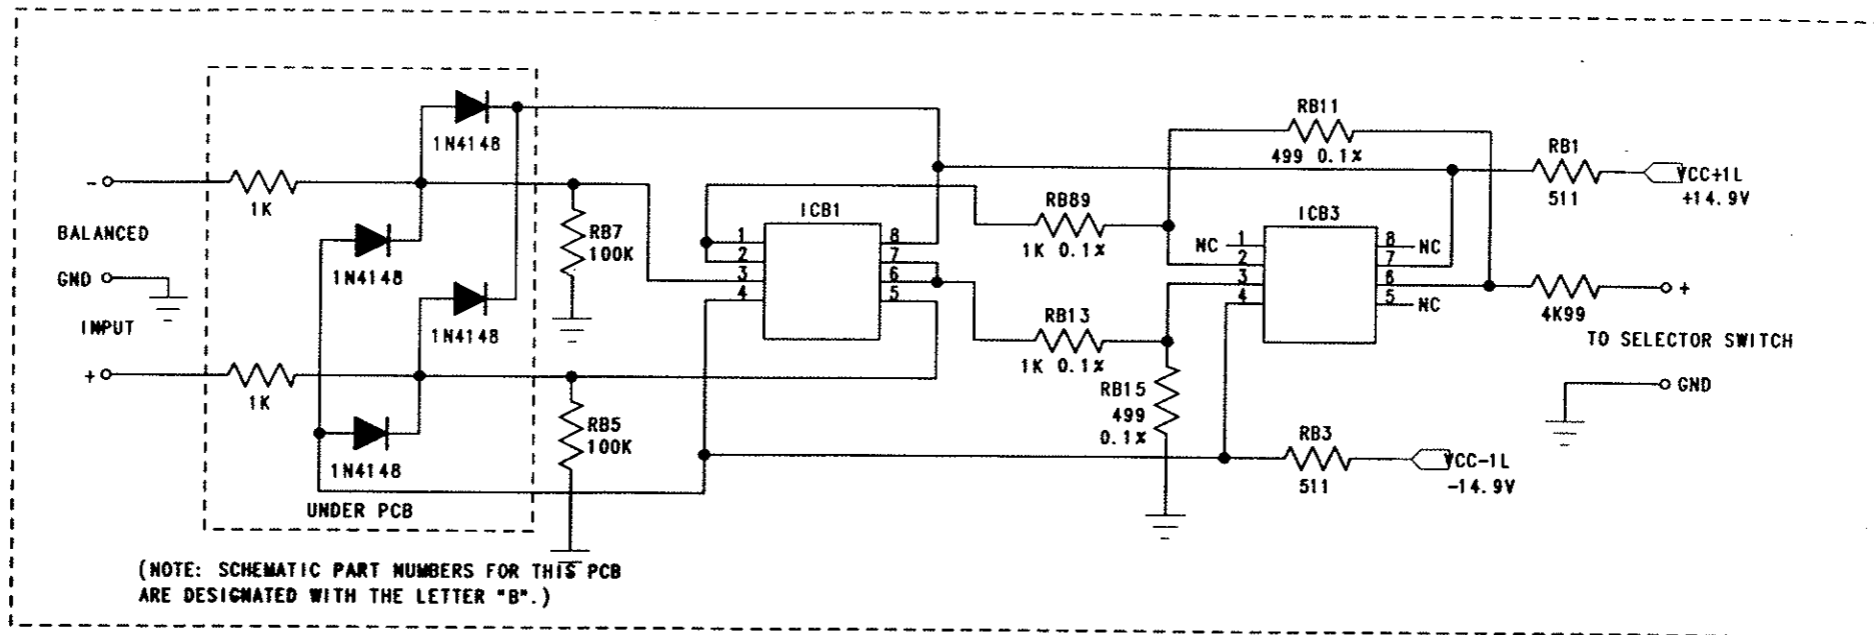 RB11
499 0.1%
1N4148
RB1
511
VCC+1L
+14.9V
-
1K
RB7
100K
ICB1
RB89
1K 0.1%
ICB3
BALANCED
1
2
3
4
8
7
6
5
NC
1
2
3
4
8
7
6
5
NC
NC
1N4148
GND
INPUT
1N4148
RB13
1K 0.1%
4K99
+
TO SELECTOR SWITCH
+
1K
RB15
499
0.1%
GND
RB5
100K
1N4148
RB3
511
VCC-1L
-14.9V
UNDER PCB
(NOTE: SCHEMATIC PART NUMBERS FOR THIS PCB
ARE DESIGNATED WITH THE LETTER "B".)